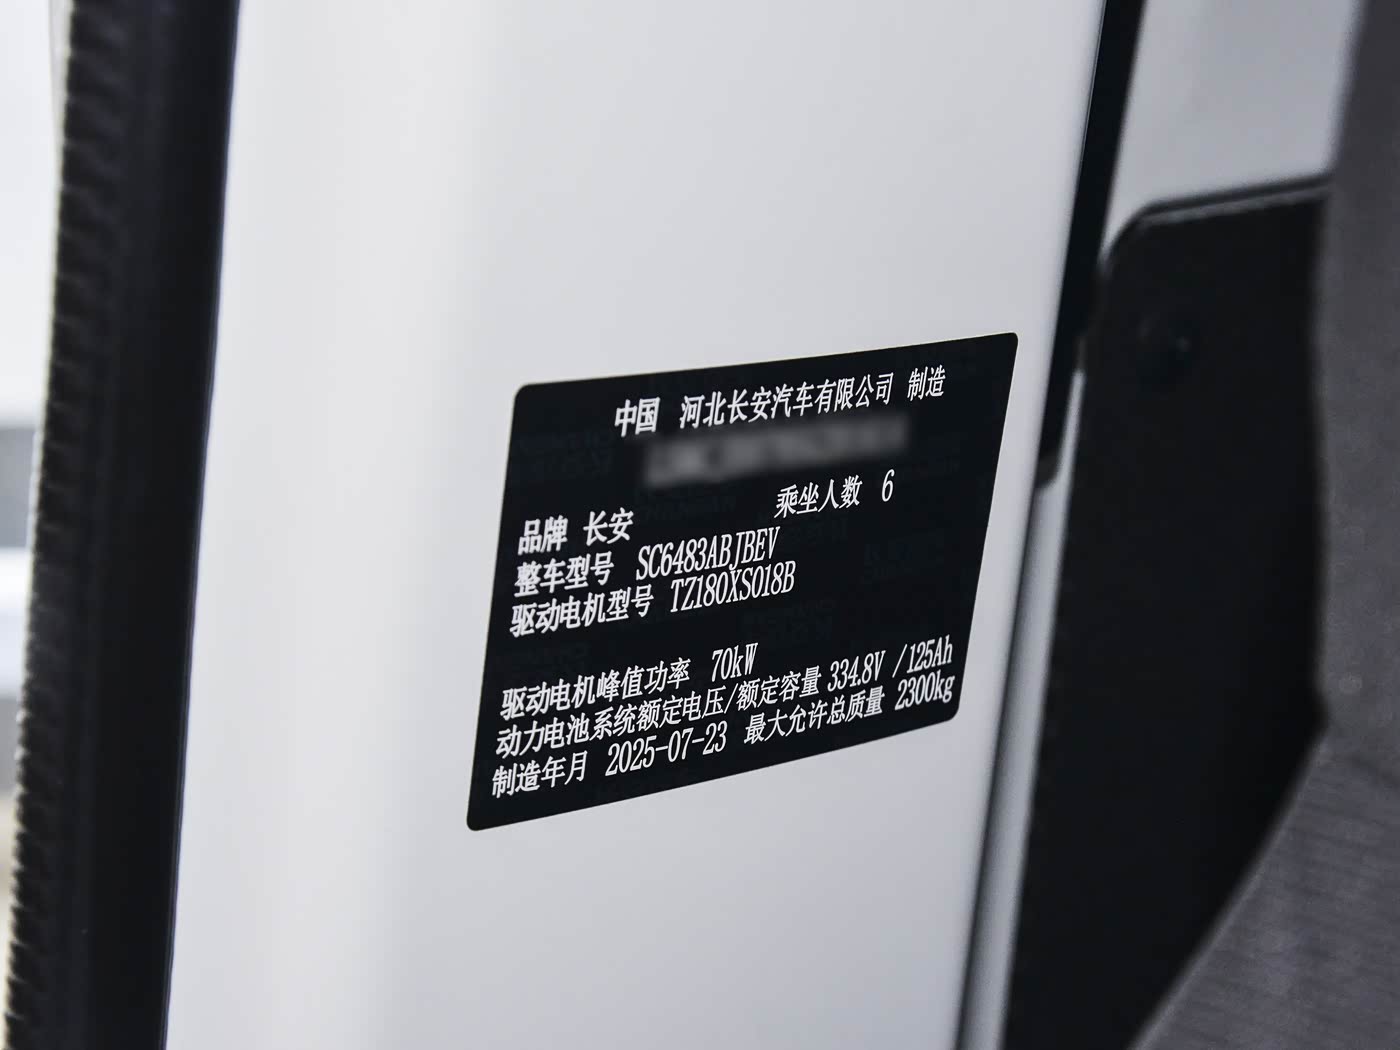 中国 河北长安汽车有限公司 制造
乘坐人数 6
品牌 长安
整车型号 SC6483ABJBEV
驱动电机型号 TZ180XS018B
驱动电机峰值功率 70kW
动力电池系统额定电压/额定容量 334.8V / 125Ah
制造年月 2025-07-23 最大允许总质量 2300kg